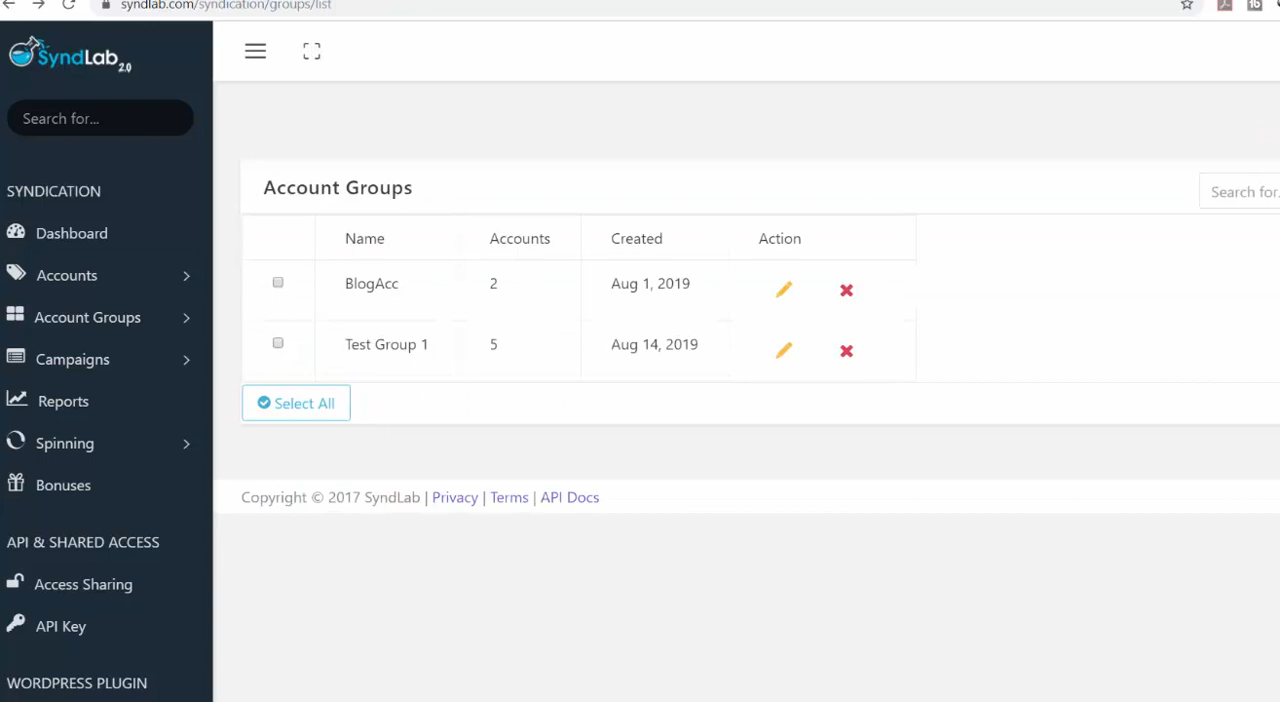 syndlab.com/syndication/groups/list
SyndLab 2.0
Search for...
SYNDICATION
Dashboard
Accounts
Account Groups
Campaigns
Reports
Spinning
Bonuses
API & SHARED ACCESS
Access Sharing
API Key
WORDPRESS PLUGIN
Account Groups
Search for.
Name Accounts Created Action
BlogAcc 2 Aug 1, 2019
Test Group 1 5 Aug 14, 2019
Select All
Copyright © 2017 SyndLab | Privacy | Terms | API Docs